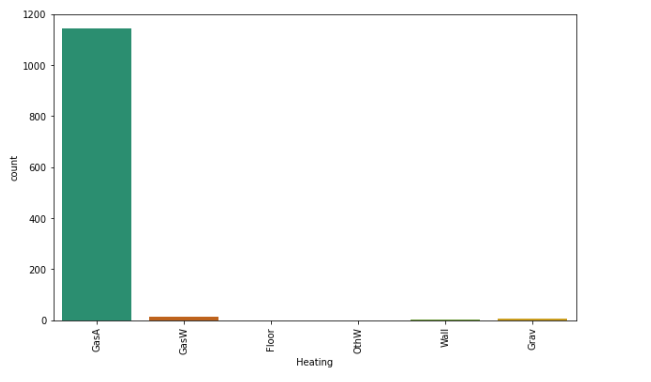 1200
1000
800
600
400
200
0
count
GasA
GasW
Floor
OthW
Wall
Grav
Heating